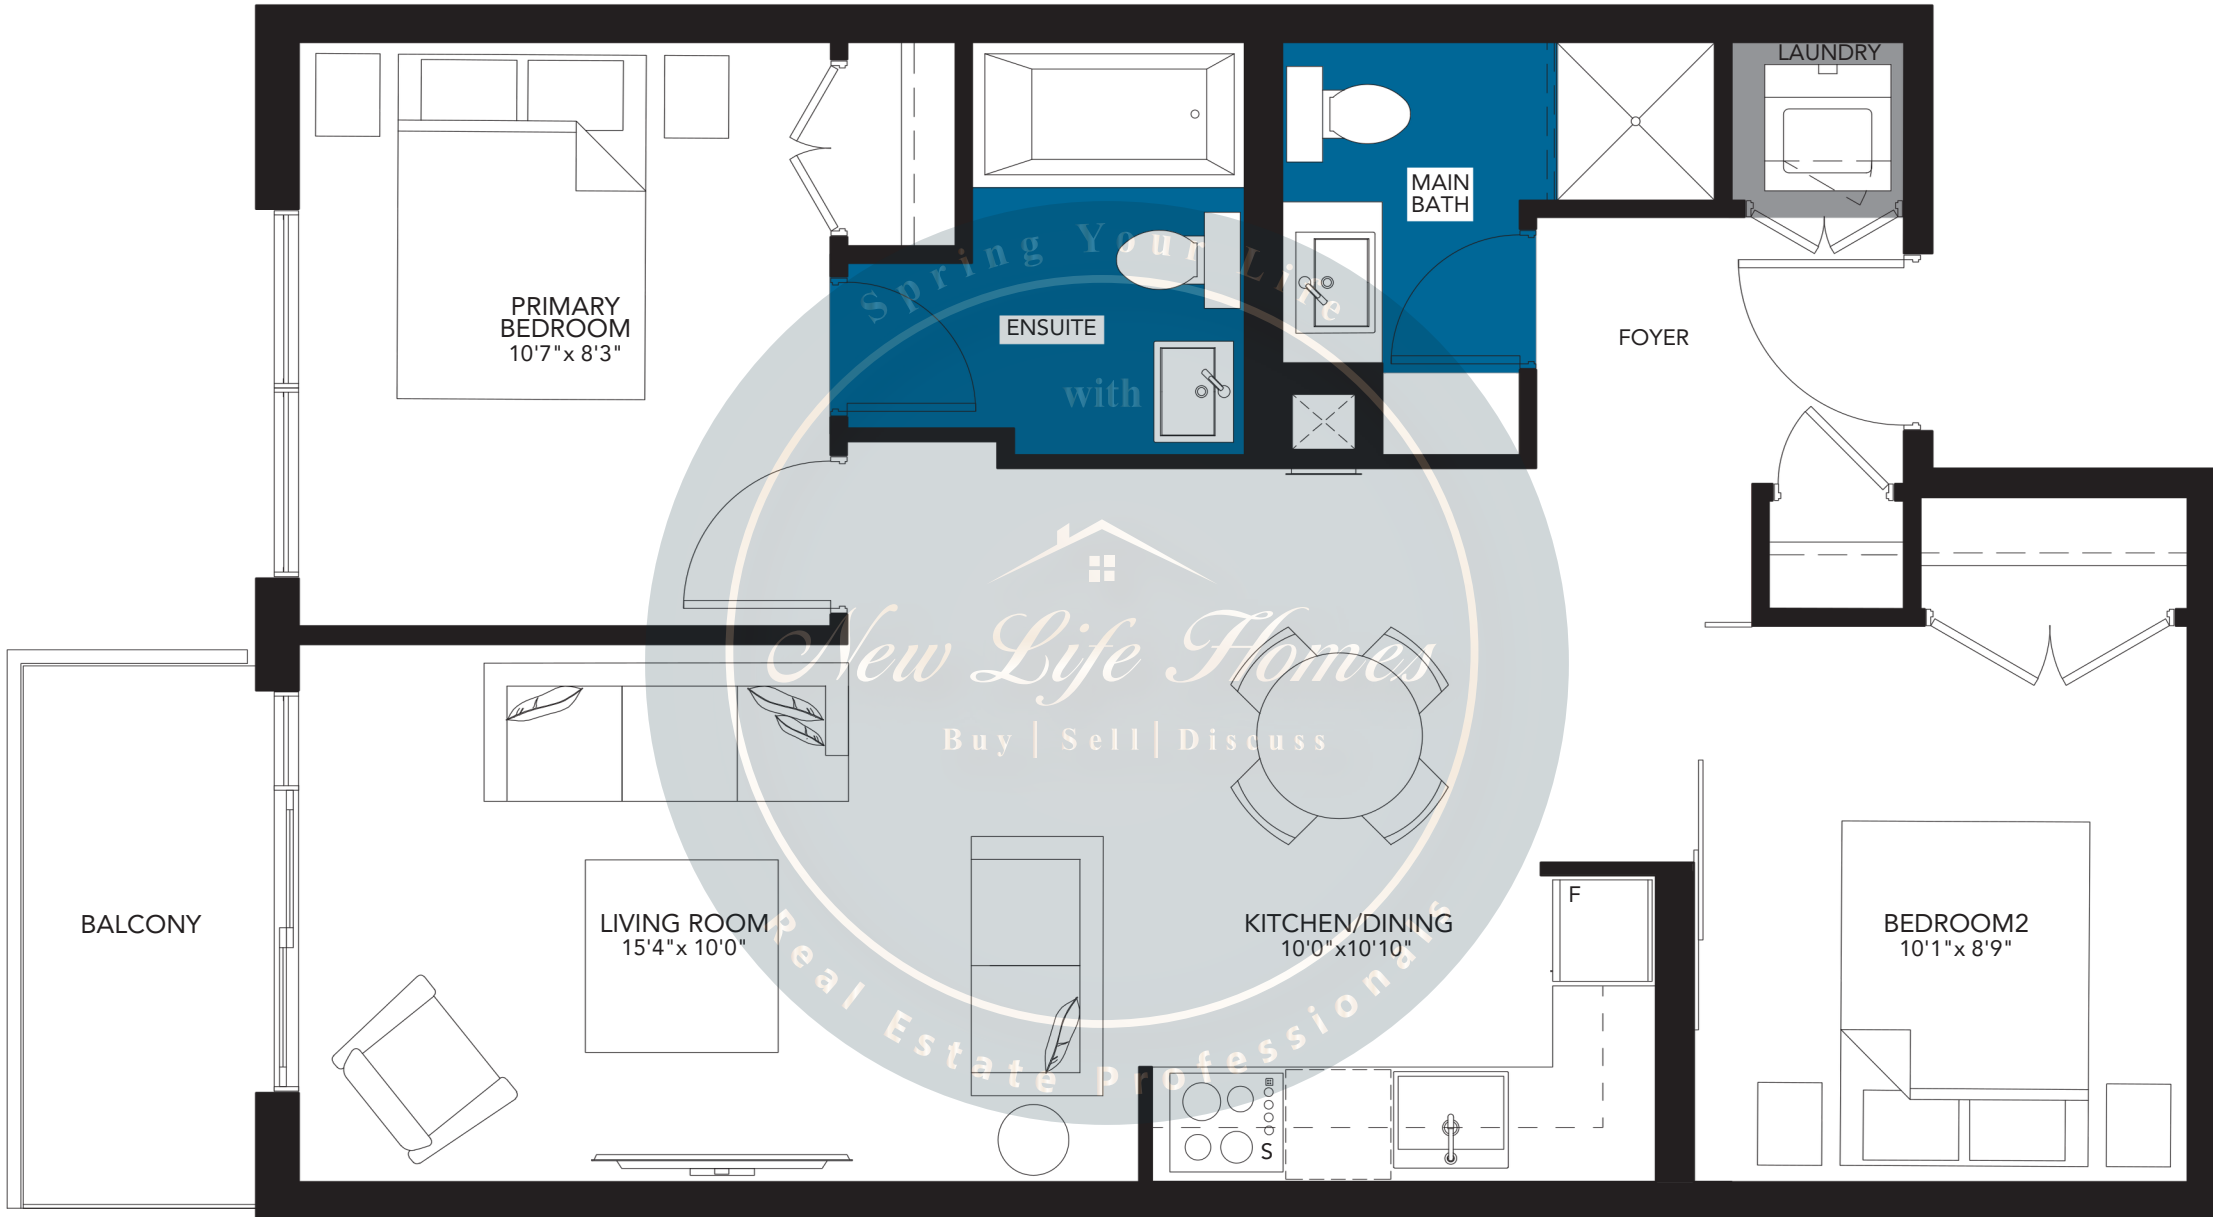 LAUNDRY
MAIN
BATH
Spring Your Life
with
PRIMARY
BEDROOM
10'7"x 8'3"
ENSUITE
FOYER
New Life Homes
Buy | Sell | Discuss
Real Estate Professionals
BALCONY
LIVING ROOM
15'4"x 10'0"
KITCHEN/DINING
10'0"x10'10"
F
BEDROOM2
10'1"x 8'9"
S